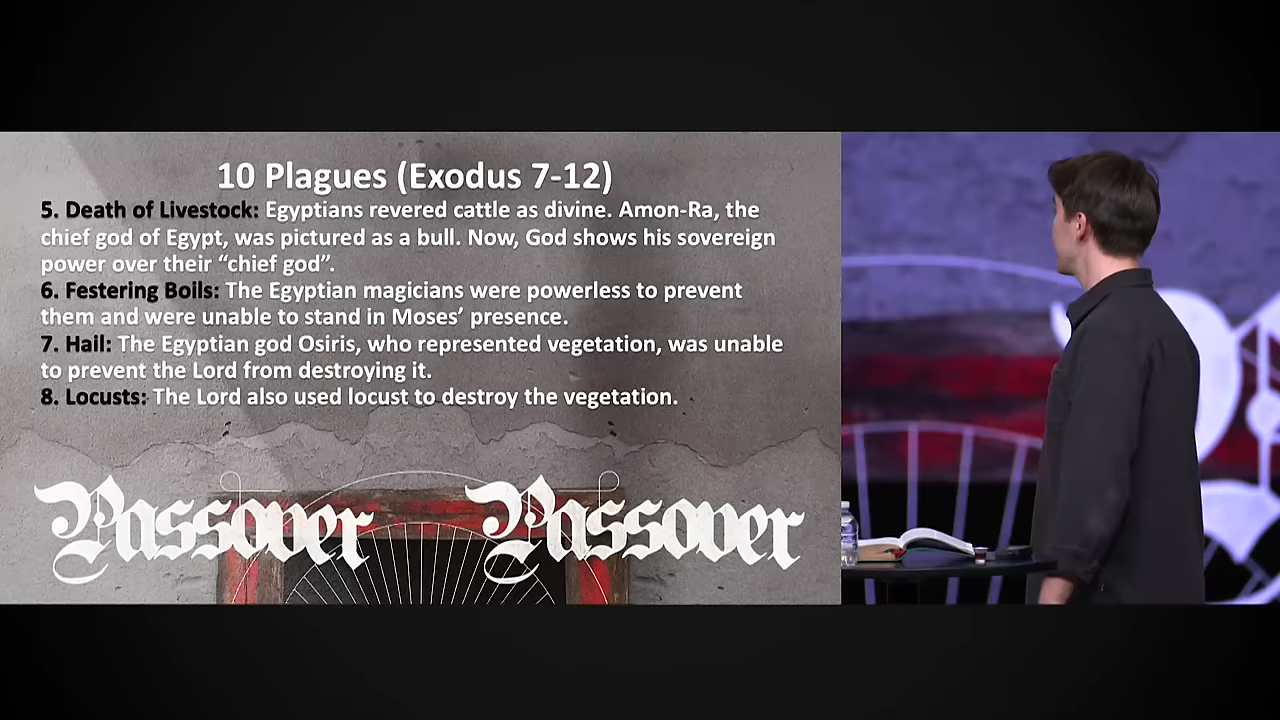 10 Plagues (Exodus 7-12)
5. Death of Livestock: Egyptians revered cattle as divine. Amon-Ra, the
chief god of Egypt, was pictured as a bull. Now, God shows his sovereign
power over their “chief god”.
6. Festering Boils: The Egyptian magicians were powerless to prevent
them and were unable to stand in Moses’ presence.
7. Hail: The Egyptian god Osiris, who represented vegetation, was unable
to prevent the Lord from destroying it.
8. Locusts: The Lord also used locust to destroy the vegetation.
Passover Passover